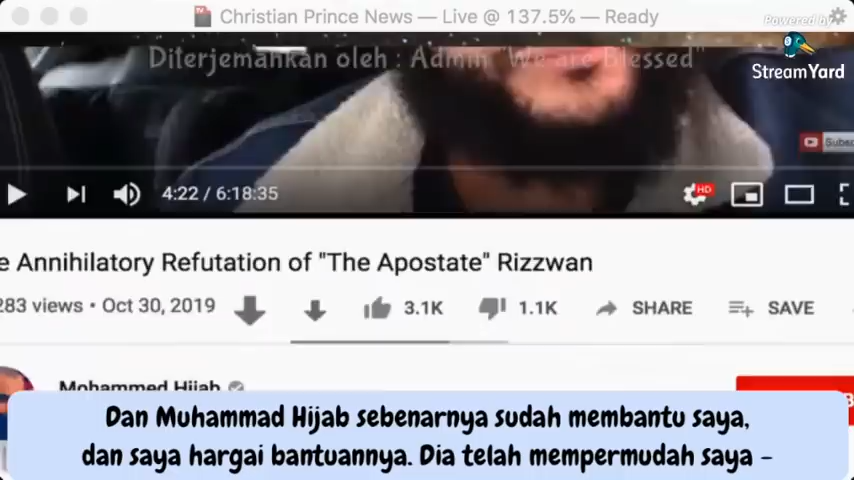 Christian Prince News — Live @ 137.5% — Ready
Powered by
StreamYard
Diterjemahkan oleh : Admin "We are Blessed"
4:22 / 6:18:35
HD
e Annihilatory Refutation of "The Apostate" Rizzwan
283 views • Oct 30, 2019
3.1K
1.1K
SHARE
SAVE
Mohammed Hijab
Dan Muhammad Hijab sebenarnya sudah membantu saya,
dan saya hargai bantuannya. Dia telah mempermudah saya -